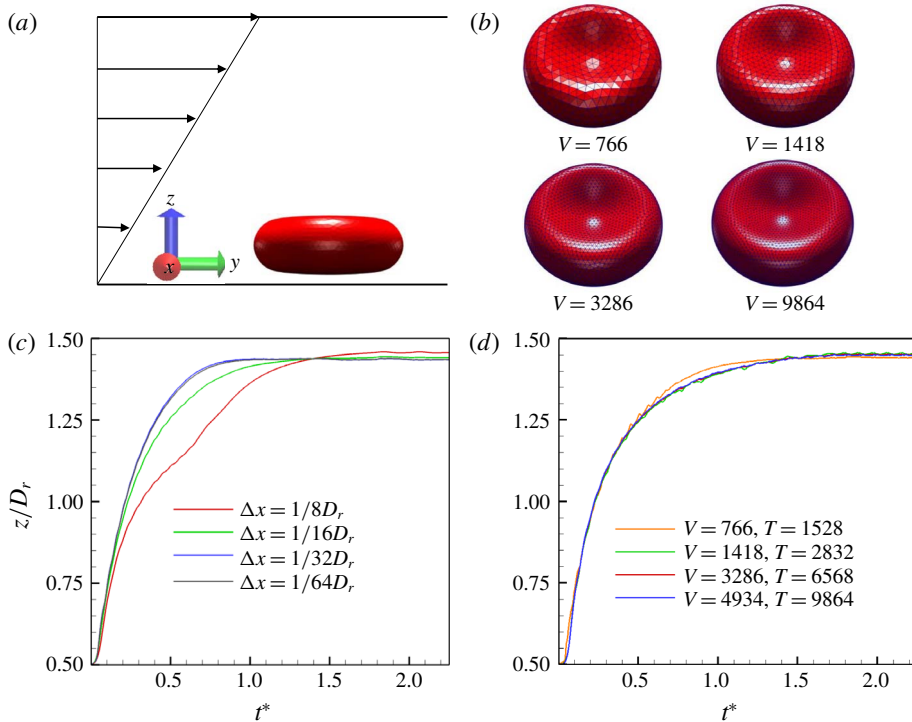 (a)
z
x
y
(b)
V = 766
V = 1418
V = 3286
V = 9864
(c)
1.50
1.25
1.00
0.75
0.50
z/D_r
Δx = 1/8D_r
Δx = 1/16D_r
Δx = 1/32D_r
Δx = 1/64D_r
0.5 1.0 1.5 2.0
t*
(d)
1.50
1.25
1.00
0.75
0.50
V = 766, T = 1528
V = 1418, T = 2832
V = 3286, T = 6568
V = 4934, T = 9864
0.5 1.0 1.5 2.0
t*